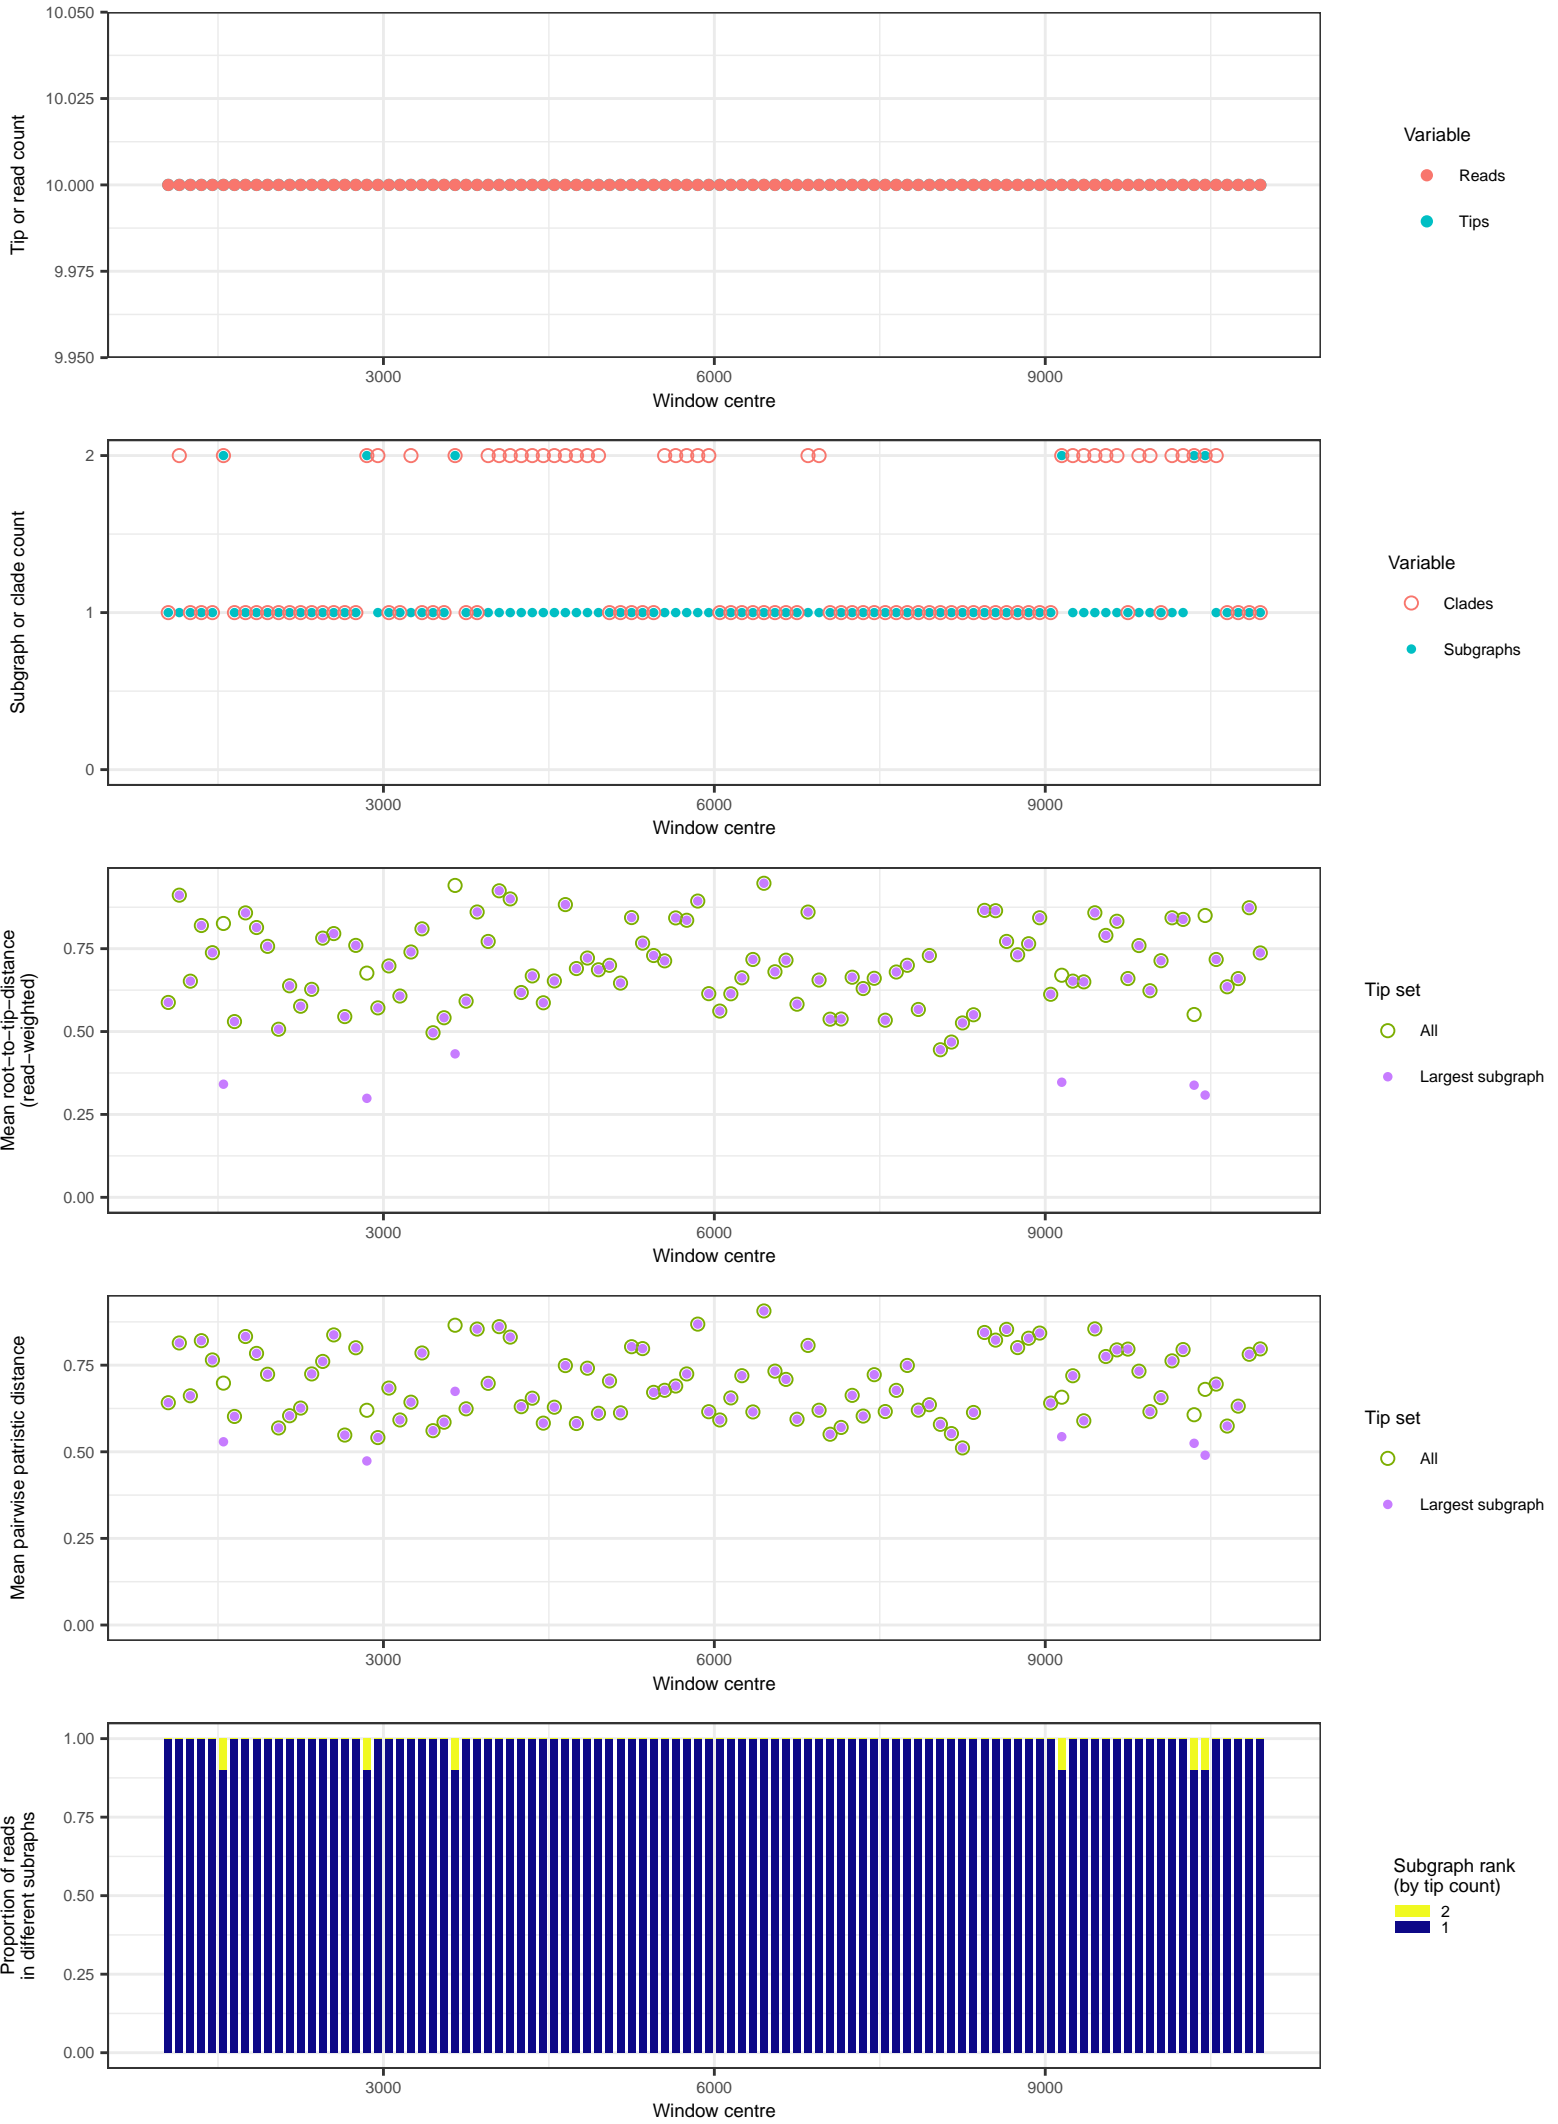 10.050
10.025
10.000
9.975
9.950
Tip or read count
3000
6000
9000
Window centre
Variable
Reads
Tips
2
1
0
Subgraph or clade count
3000
6000
9000
Window centre
Variable
Clades
Subgraphs
0.75
0.50
0.25
0.00
Mean root−to−tip−distance
(read−weighted)
3000
6000
9000
Window centre
Tip set
All
Largest subgraph
0.75
0.50
0.25
0.00
Mean pairwise patristic distance
3000
6000
9000
Window centre
Tip set
All
Largest subgraph
1.00
0.75
0.50
0.25
0.00
Proportion of reads
in different subraphs
3000
6000
9000
Window centre
Subgraph rank
(by tip count)
2
1